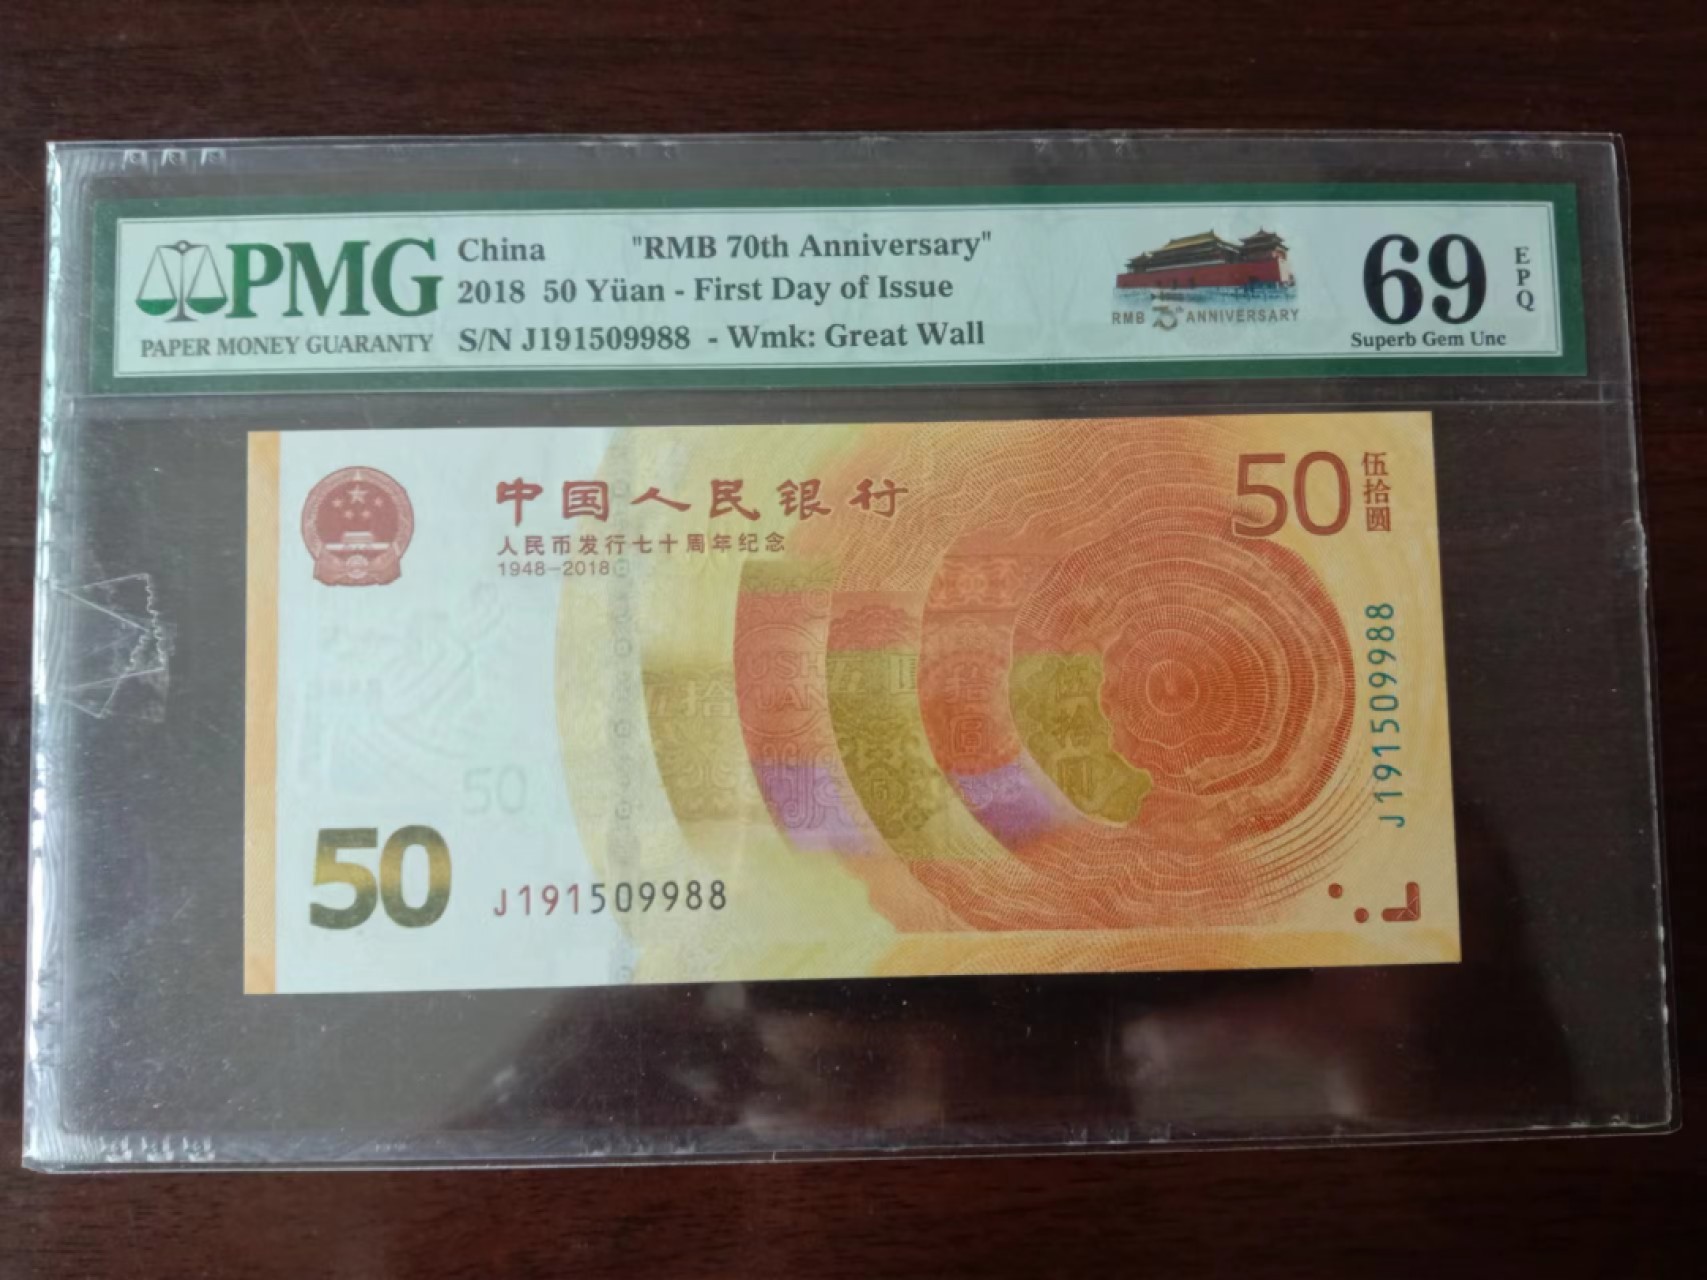 PMG
PAPER MONEY GUARANTY
China "RMB 70th Anniversary"
2018 50 Yüan - First Day of Issue
S/N J191509988 - Wmk: Great Wall
RMB 70th ANNIVERSARY
69
EPQ
Superb Gem Unc
中国人民银行
人民币发行七十周年纪念
1948-2018
50
伍拾圆
J191509988
50
50
J191509988